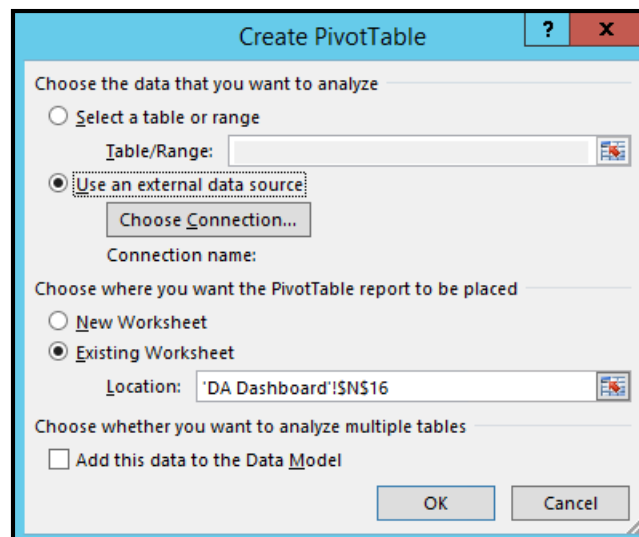 Create PivotTable
? x
Choose the data that you want to analyze
Select a table or range
Table/Range:
Use an external data source
Choose Connection...
Connection name:
Choose where you want the PivotTable report to be placed
New Worksheet
Existing Worksheet
Location: 'DA Dashboard'!$N$16
Choose whether you want to analyze multiple tables
Add this data to the Data Model
OK Cancel